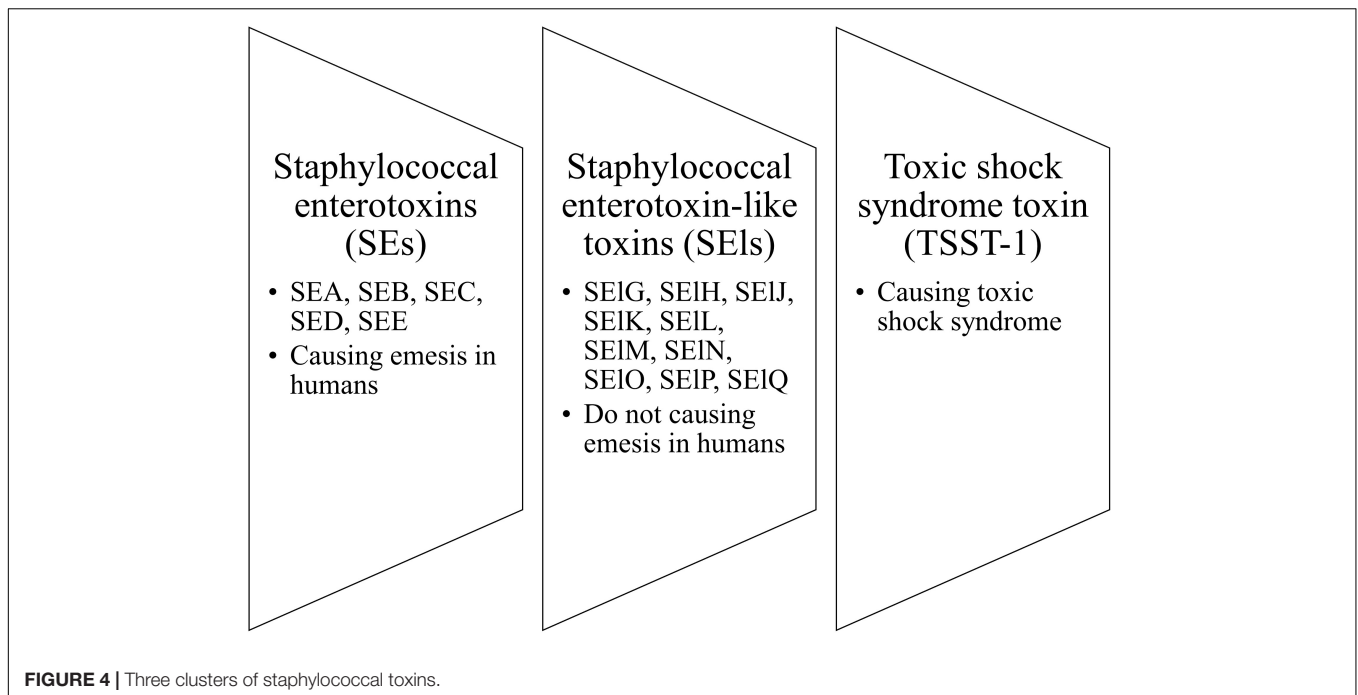 Staphylococcal
enterotoxins
(SEs)
• SEA, SEB, SEC,
SED, SEE
• Causing emesis in
humans
Staphylococcal
enterotoxin-like
toxins (SEls)
• SElG, SElH, SElJ,
SElK, SElL,
SElM, SElN,
SElO, SElP, SElQ
• Do not causing
emesis in humans
Toxic shock
syndrome toxin
(TSST-1)
• Causing toxic
shock syndrome
FIGURE 4 | Three clusters of staphylococcal toxins.